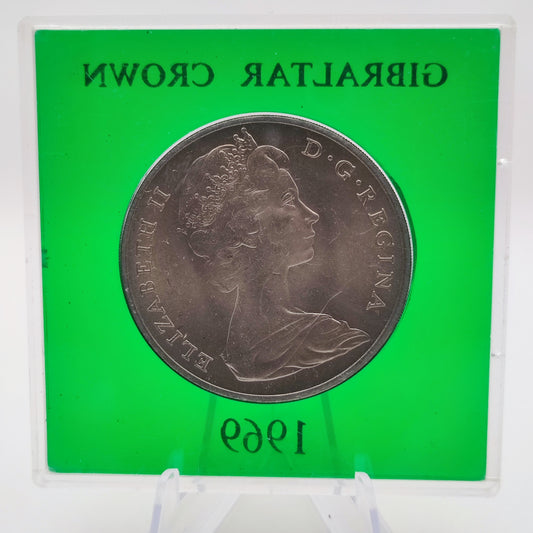 GIBRALTAR CROWN
ELIZABETH II D·G·REGINA
1969